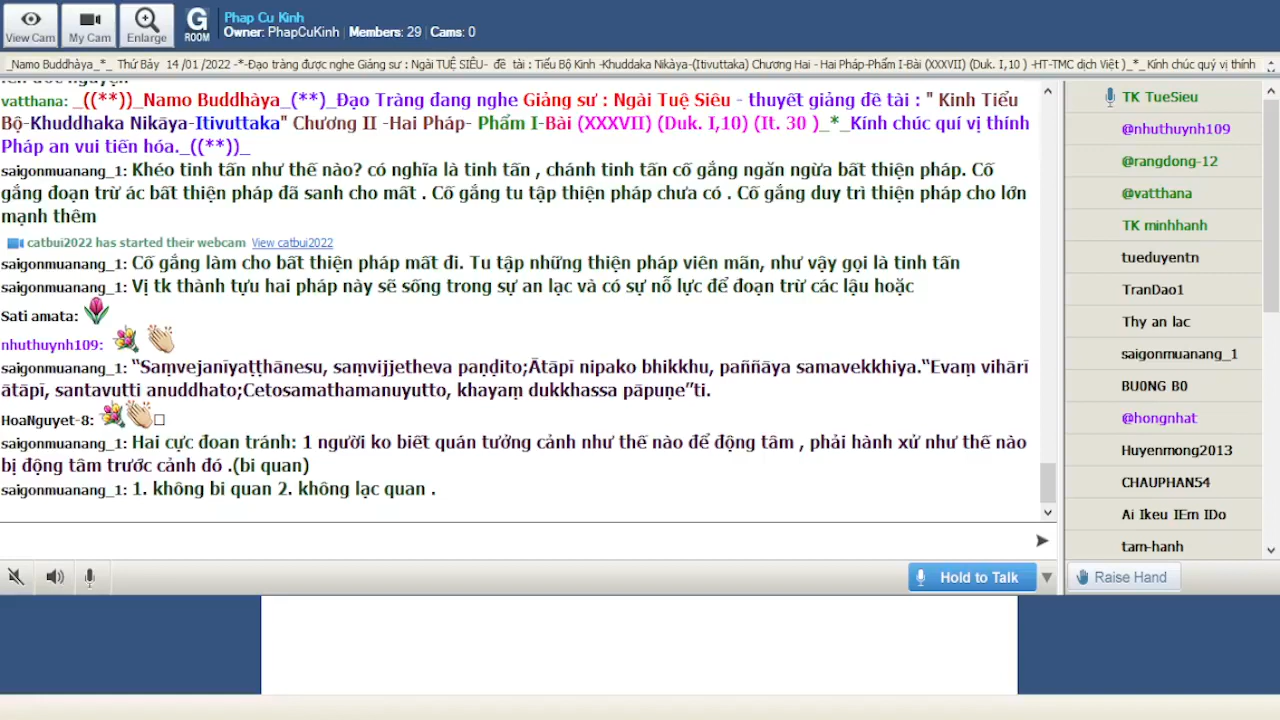 View Cam
My Cam
Enlarge
G ROOM
Phap Cu Kinh
Owner: PhapCuKinh | Members: 29 | Cams: 0
_Namo Buddhàya_*_ Thứ Bảy 14 /01 /2022 -*-Đạo tràng được nghe Giảng sư : Ngài TUỆ SIÊU- đề tài : Tiểu Bộ Kinh -Khuddaka Nikàya-(Itivuttaka) Chương Hai - Hai Pháp-Phẩm I-Bài (XXXVII) (Duk. I,10 ) -HT-TMC dịch Việt )_*_Kính chúc quý vị thính
vatthana: _((**))_Namo Buddhàya_(**)_Đạo Tràng đang nghe Giảng sư : Ngài Tuệ Siêu - thuyết giảng đề tài : " Kinh Tiểu
Bộ-Khuddhaka Nikāya-Itivuttaka" Chương II -Hai Pháp- Phẩm I-Bài (XXXVII) (Duk. I,10) (It. 30 )_*_Kính chúc quí vị thính
Pháp an vui tiến hóa._((**))_
saigonmuanang_1: Khéo tinh tấn như thế nào? có nghĩa là tinh tấn , chánh tinh tấn cố gắng ngăn ngừa bất thiện pháp. Cố
gắng đoạn trừ ác bất thiện pháp đã sanh cho mất . Cố gắng tu tập thiện pháp chưa có . Cố gắng duy trì thiện pháp cho lớn
mạnh thêm
catbui2022 has started their webcam View catbui2022
saigonmuanang_1: Cố gắng làm cho bất thiện pháp mất đi. Tu tập những thiện pháp viên mãn, như vậy gọi là tinh tấn
saigonmuanang_1: Vị tk thành tựu hai pháp này sẽ sống trong sự an lạc và có sự nỗ lực để đoạn trừ các lậu hoặc
Sati amata:
nhuthuynh109:
saigonmuanang_1: “Saṃvejanīyaṭṭhānesu, saṃvijjetheva paṇḍito;Ātāpī nipako bhikkhu, paññāya samavekkhiya.“Evaṃ vihārī
ātāpī, santavutti anuddhato;Cetosamathamanuyutto, khayaṃ dukkhassa pāpuṇe”ti.
HoaNguyet-8:
saigonmuanang_1: Hai cực đoan tránh: 1 người ko biết quán tưởng cảnh như thế nào để động tâm , phải hành xử như thế nào
bị động tâm trước cảnh đó .(bi quan)
saigonmuanang_1: 1. không bi quan 2. không lạc quan .
TK TueSieu
@nhuthuynh109
@rangdong-12
@vatthana
TK minhhanh
tueduyentn
TranDao1
Thy an lac
saigonmuanang_1
BU0NG B0
@hongnhat
Huyenmong2013
CHAUPHAN54
Ai Ikeu IEm IDo
tam-hanh
Hold to Talk
Raise Hand